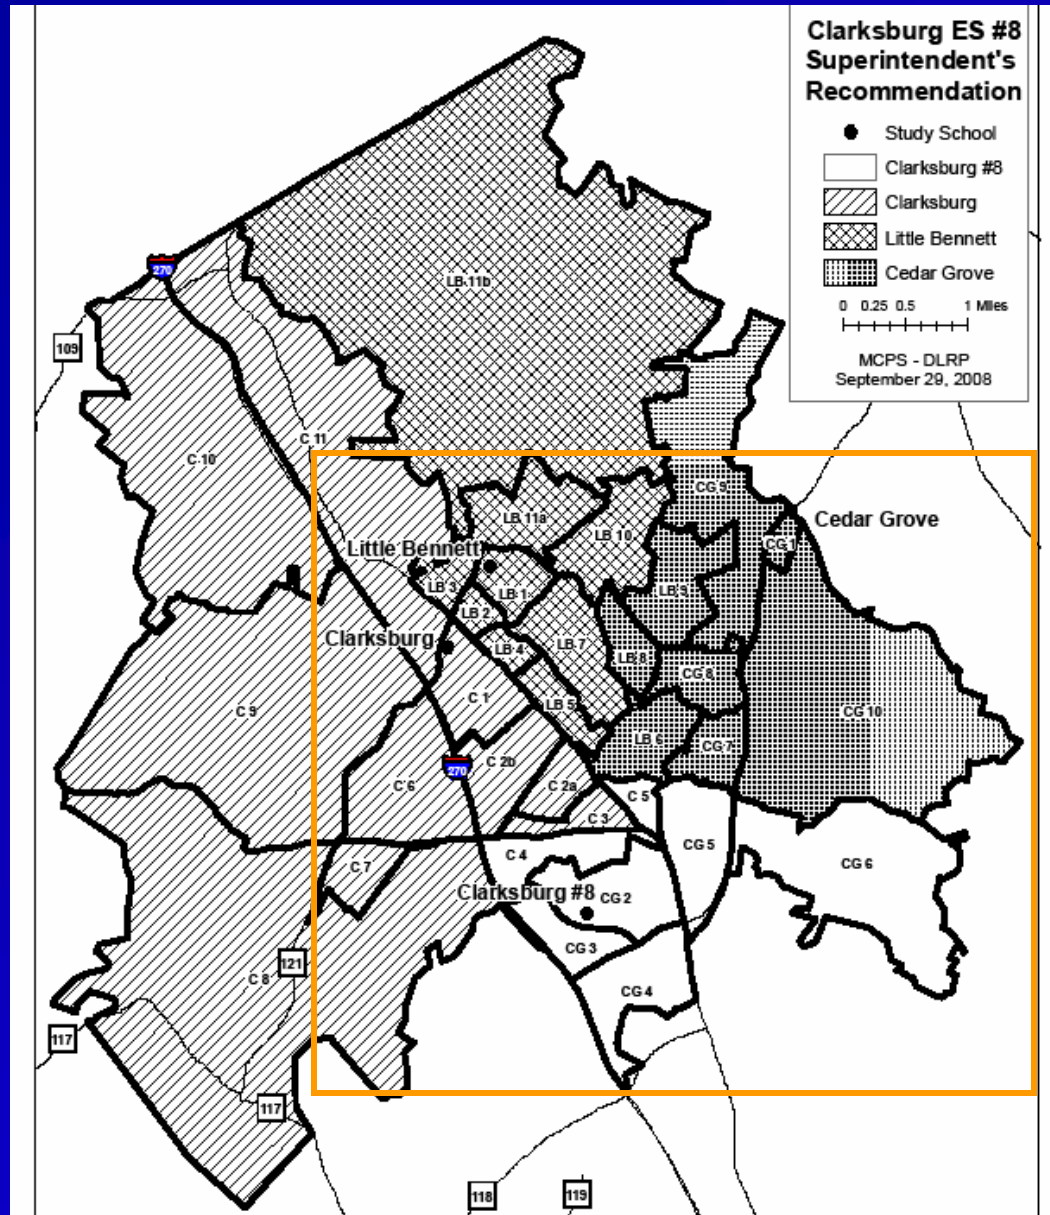 Clarksburg ES #8
Superintendent's
Recommendation
Study School
Clarksburg #8
Clarksburg
Little Bennett
Cedar Grove
0 0.25 0.5 1 Miles
MCPS - DLRP
September 29, 2008
270
LB 11b
109
C 11
C 10
CG 9
LB 11a
Cedar Grove
LB 10
CG 1
Little Bennett
LB 3
LB 1
LB 9
LB 2
Clarksburg
LB 4
LB 7
LB 8
CG 8
C 1
LB 5
C 9
CG 10
LB 6
CG 7
C 2b
270
C 6
C 2a
C 5
C 3
CG 5
C 4
CG 6
C 7
Clarksburg #8
CG 2
CG 3
121
C 8
CG 4
117
117
118
119